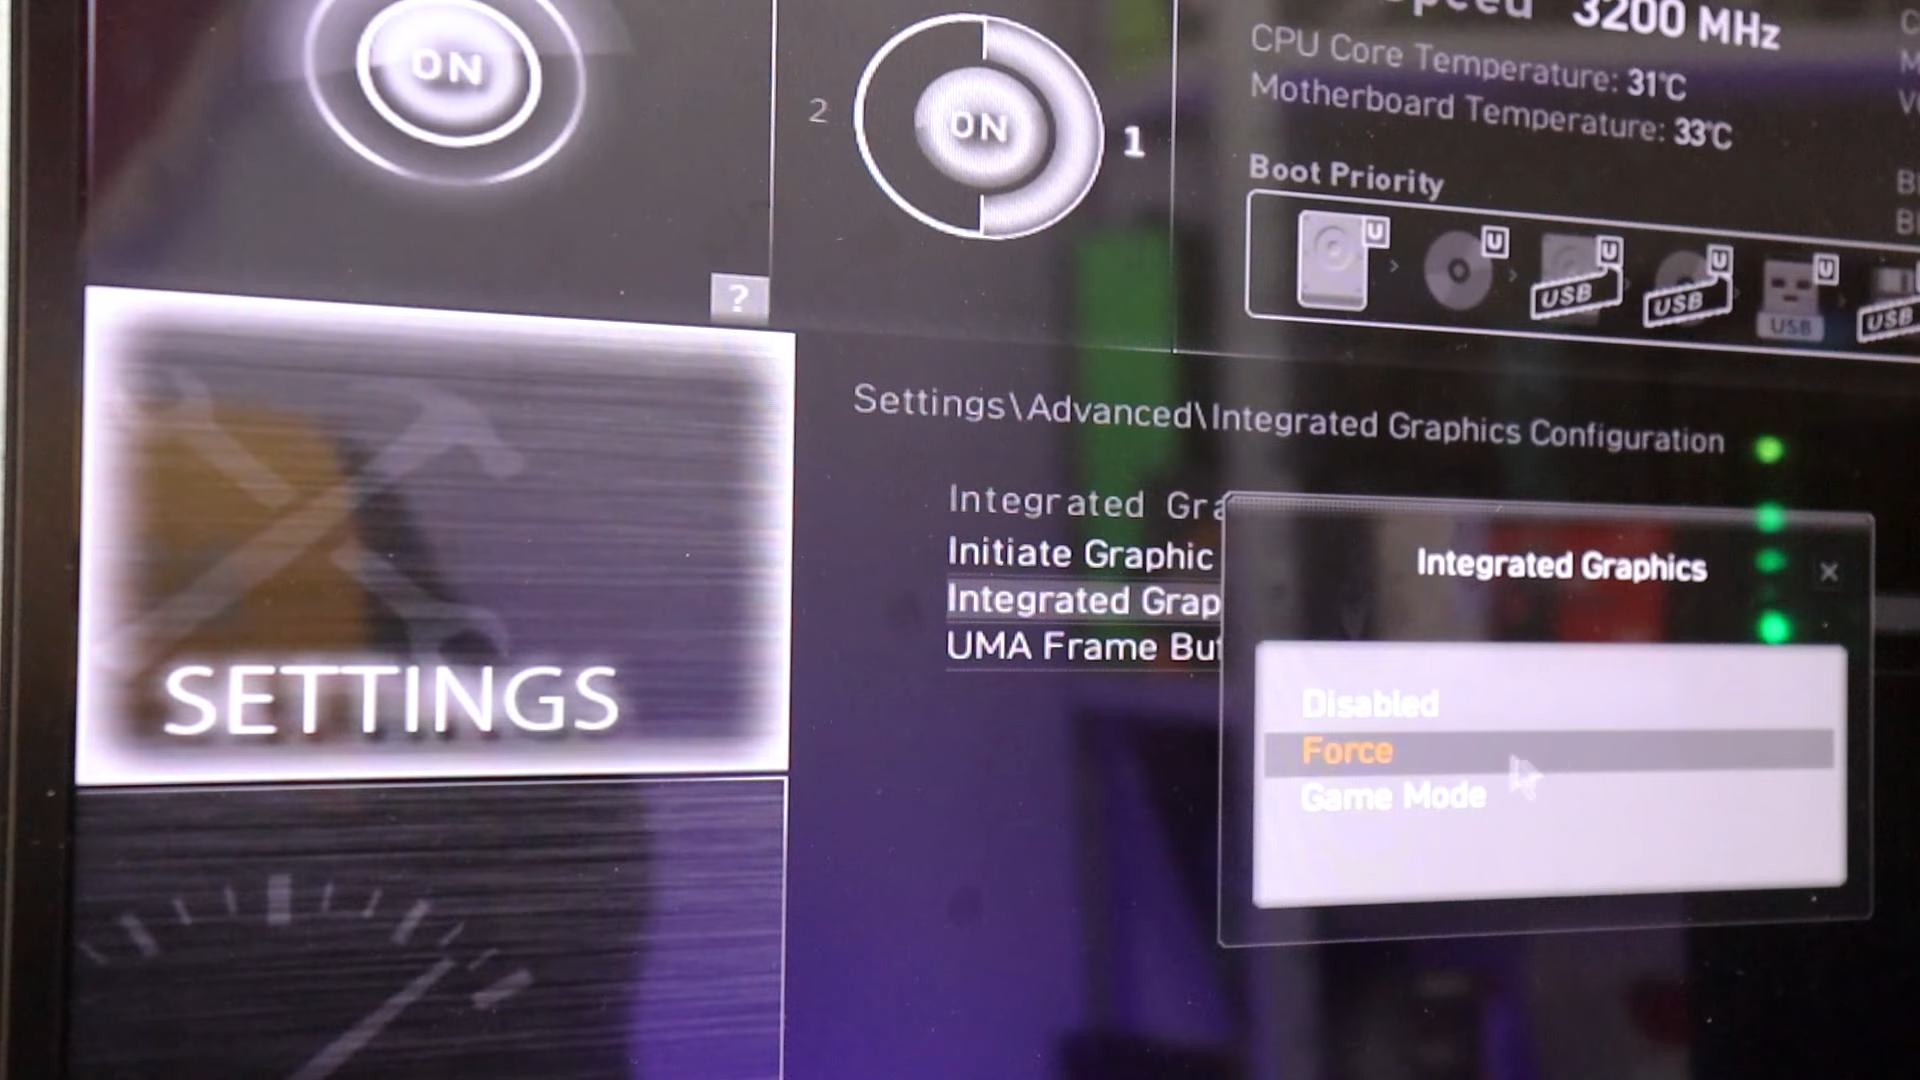 ON
2
ON
1
?
3200 MHz
CPU Core Temperature: 31°C
Motherboard Temperature: 33°C
Boot Priority
U
U
U
USB
U
USB
U
USB
USB
SETTINGS
Settings\Advanced\Integrated Graphics Configuration
Integrated Gra
Initiate Graphic
Integrated Grap
UMA Frame Buf
Integrated Graphics
Disabled
Force
Game Mode